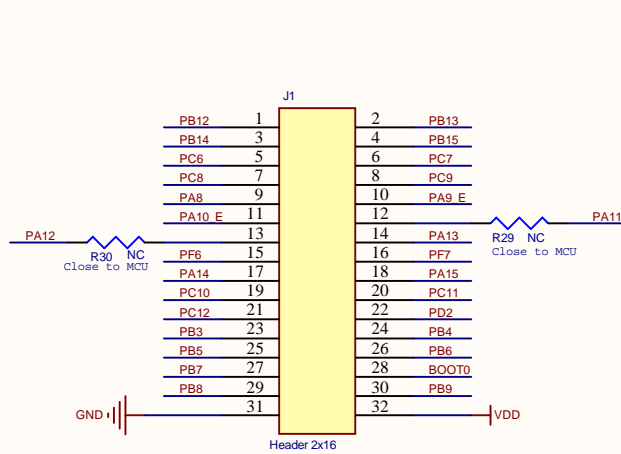 J1
PB12 1 2 PB13
PB14 3 4 PB15
PC6 5 6 PC7
PC8 7 8 PC9
PA8 9 10 PA9_E
PA10_E 11 12 R29 NC PA11
Close to MCU
PA12 R30 NC 13 14 PA13
Close to MCU
PF6 15 16 PF7
PA14 17 18 PA15
PC10 19 20 PC11
PC12 21 22 PD2
PB3 23 24 PB4
PB5 25 26 PB6
PB7 27 28 BOOT0
PB8 29 30 PB9
GND 31 32 VDD
Header 2x16